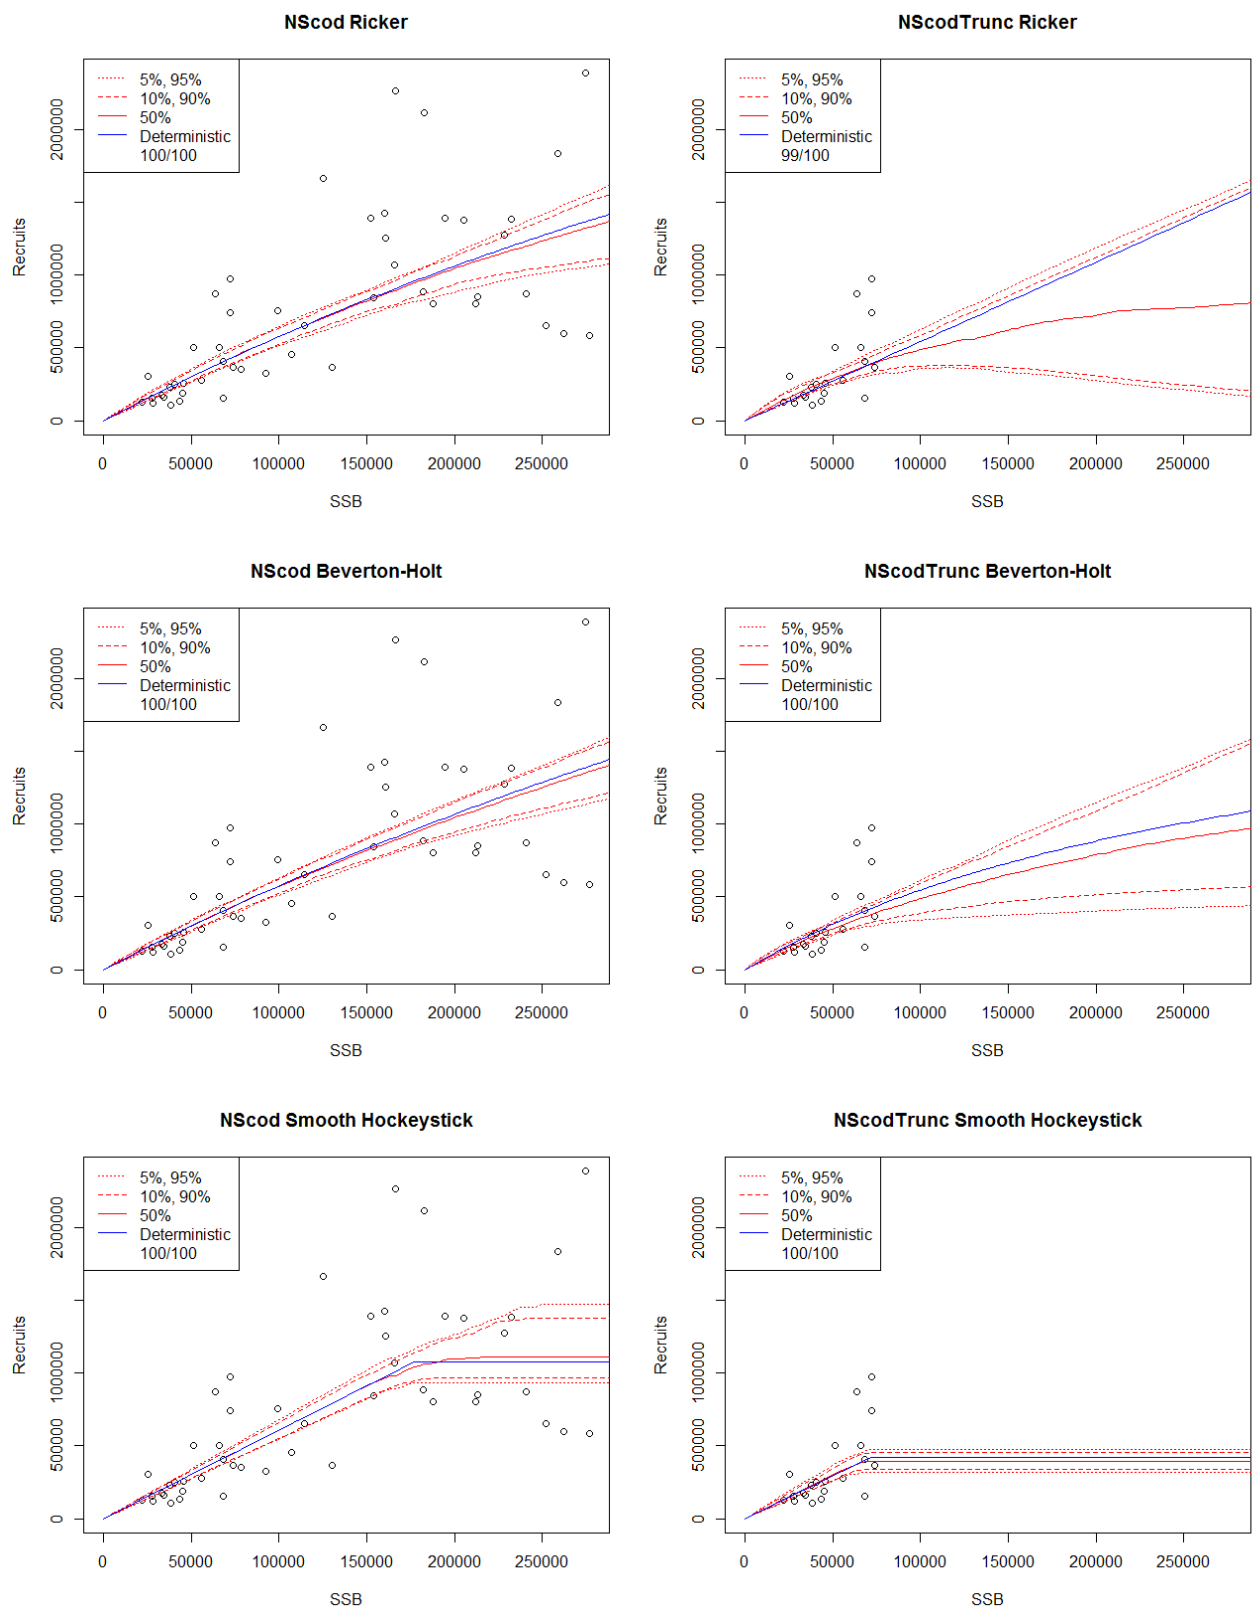 NScod Ricker
5%, 95%
10%, 90%
50%
Deterministic
100/100
Recruits
0 500000 1000000 2000000
0 50000 100000 150000 200000 250000
SSB
NScodTrunc Ricker
5%, 95%
10%, 90%
50%
Deterministic
99/100
Recruits
0 500000 1000000 2000000
0 50000 100000 150000 200000 250000
SSB
NScod Beverton-Holt
5%, 95%
10%, 90%
50%
Deterministic
100/100
Recruits
0 500000 1000000 2000000
0 50000 100000 150000 200000 250000
SSB
NScodTrunc Beverton-Holt
5%, 95%
10%, 90%
50%
Deterministic
100/100
Recruits
0 500000 1000000 2000000
0 50000 100000 150000 200000 250000
SSB
NScod Smooth Hockeystick
5%, 95%
10%, 90%
50%
Deterministic
100/100
Recruits
0 500000 1000000 2000000
0 50000 100000 150000 200000 250000
SSB
NScodTrunc Smooth Hockeystick
5%, 95%
10%, 90%
50%
Deterministic
100/100
Recruits
0 500000 1000000 2000000
0 50000 100000 150000 200000 250000
SSB